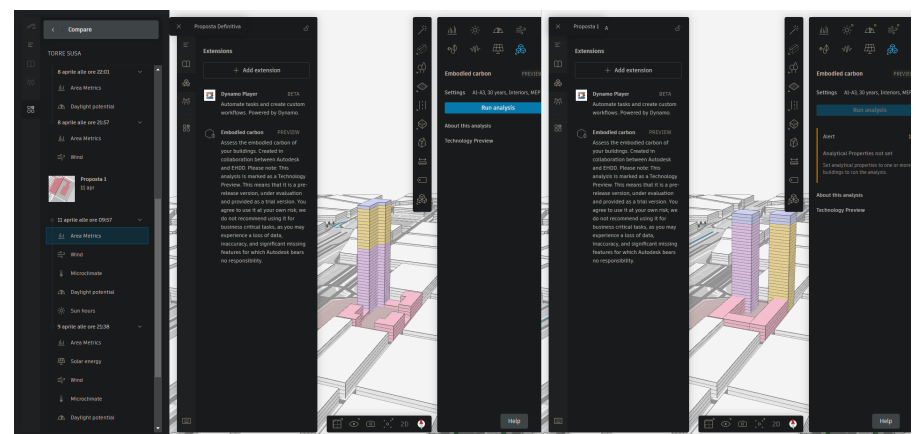 Compare
TORRE SUSA
8 aprile alle ore 22:01
Area Metrics
Daylight potential
8 aprile alle ore 21:57
Area Metrics
Wind
Proposta 1
11 apr
11 aprile alle ore 09:57
Area Metrics
Wind
Microclimate
Daylight potential
Sun hours
9 aprile alle ore 21:38
Area Metrics
Solar energy
Wind
Microclimate
Daylight potential
Proposta Definitiva
Extensions
+ Add extension
Dynamo Player BETA
Automate tasks and create custom
workflows. Powered by Dynamo.
Embodied carbon PREVIEW
Assess the embodied carbon of
your buildings. Created in
collaboration between Autodesk
and EHDD. Please note: This
analysis is marked as a Technology
Preview. This means that it is a pre-
release version, under evaluation
and provided as a trial version. You
agree to use it at your own risk; we
do not recommend using it for
business critical tasks, as you may
experience a loss of data,
inaccuracy, and significant missing
features for which Autodesk bears
no responsibility.
2D
Embodied carbon PREVIEW
Settings A1-A3, 30 years, Interiors, MEP
Run analysis
About this analysis
Technology Preview
Help
Proposta 1
Extensions
+ Add extension
Dynamo Player BETA
Automate tasks and create custom
workflows. Powered by Dynamo.
Embodied carbon PREVIEW
Assess the embodied carbon of
your buildings. Created in
collaboration between Autodesk
and EHDD. Please note: This
analysis is marked as a Technology
Preview. This means that it is a pre-
release version, under evaluation
and provided as a trial version. You
agree to use it at your own risk; we
do not recommend using it for
business critical tasks, as you may
experience a loss of data,
inaccuracy, and significant missing
features for which Autodesk bears
no responsibility.
2D
Embodied carbon PREVIEW
Settings A1-A3, 30 years, Interiors, MEP
Run analysis
Alert 1
Analytical Properties not set
Set analytical properties to one or more
buildings to run the analysis.
About this analysis
Technology Preview
Help